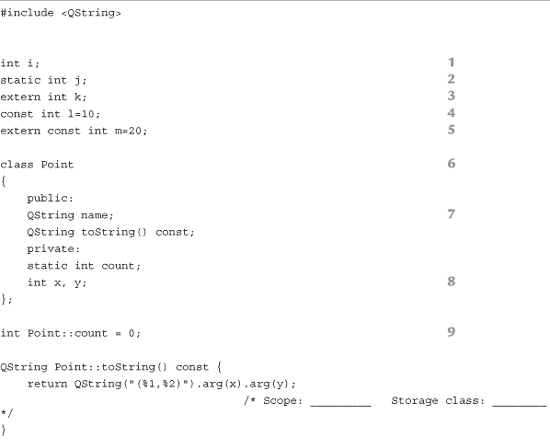 #include <QString>
int i; 1
static int j; 2
extern int k; 3
const int l=10; 4
extern const int m=20; 5
class Point 6
{
    public:
    QString name; 7
    QString toString() const;
    private:
    static int count;
    int x, y; 8
};
int Point::count = 0; 9
QString Point::toString() const {
    return QString("(%1,%2)").arg(x).arg(y);
/* Scope: _________   Storage class: ________
*/
}